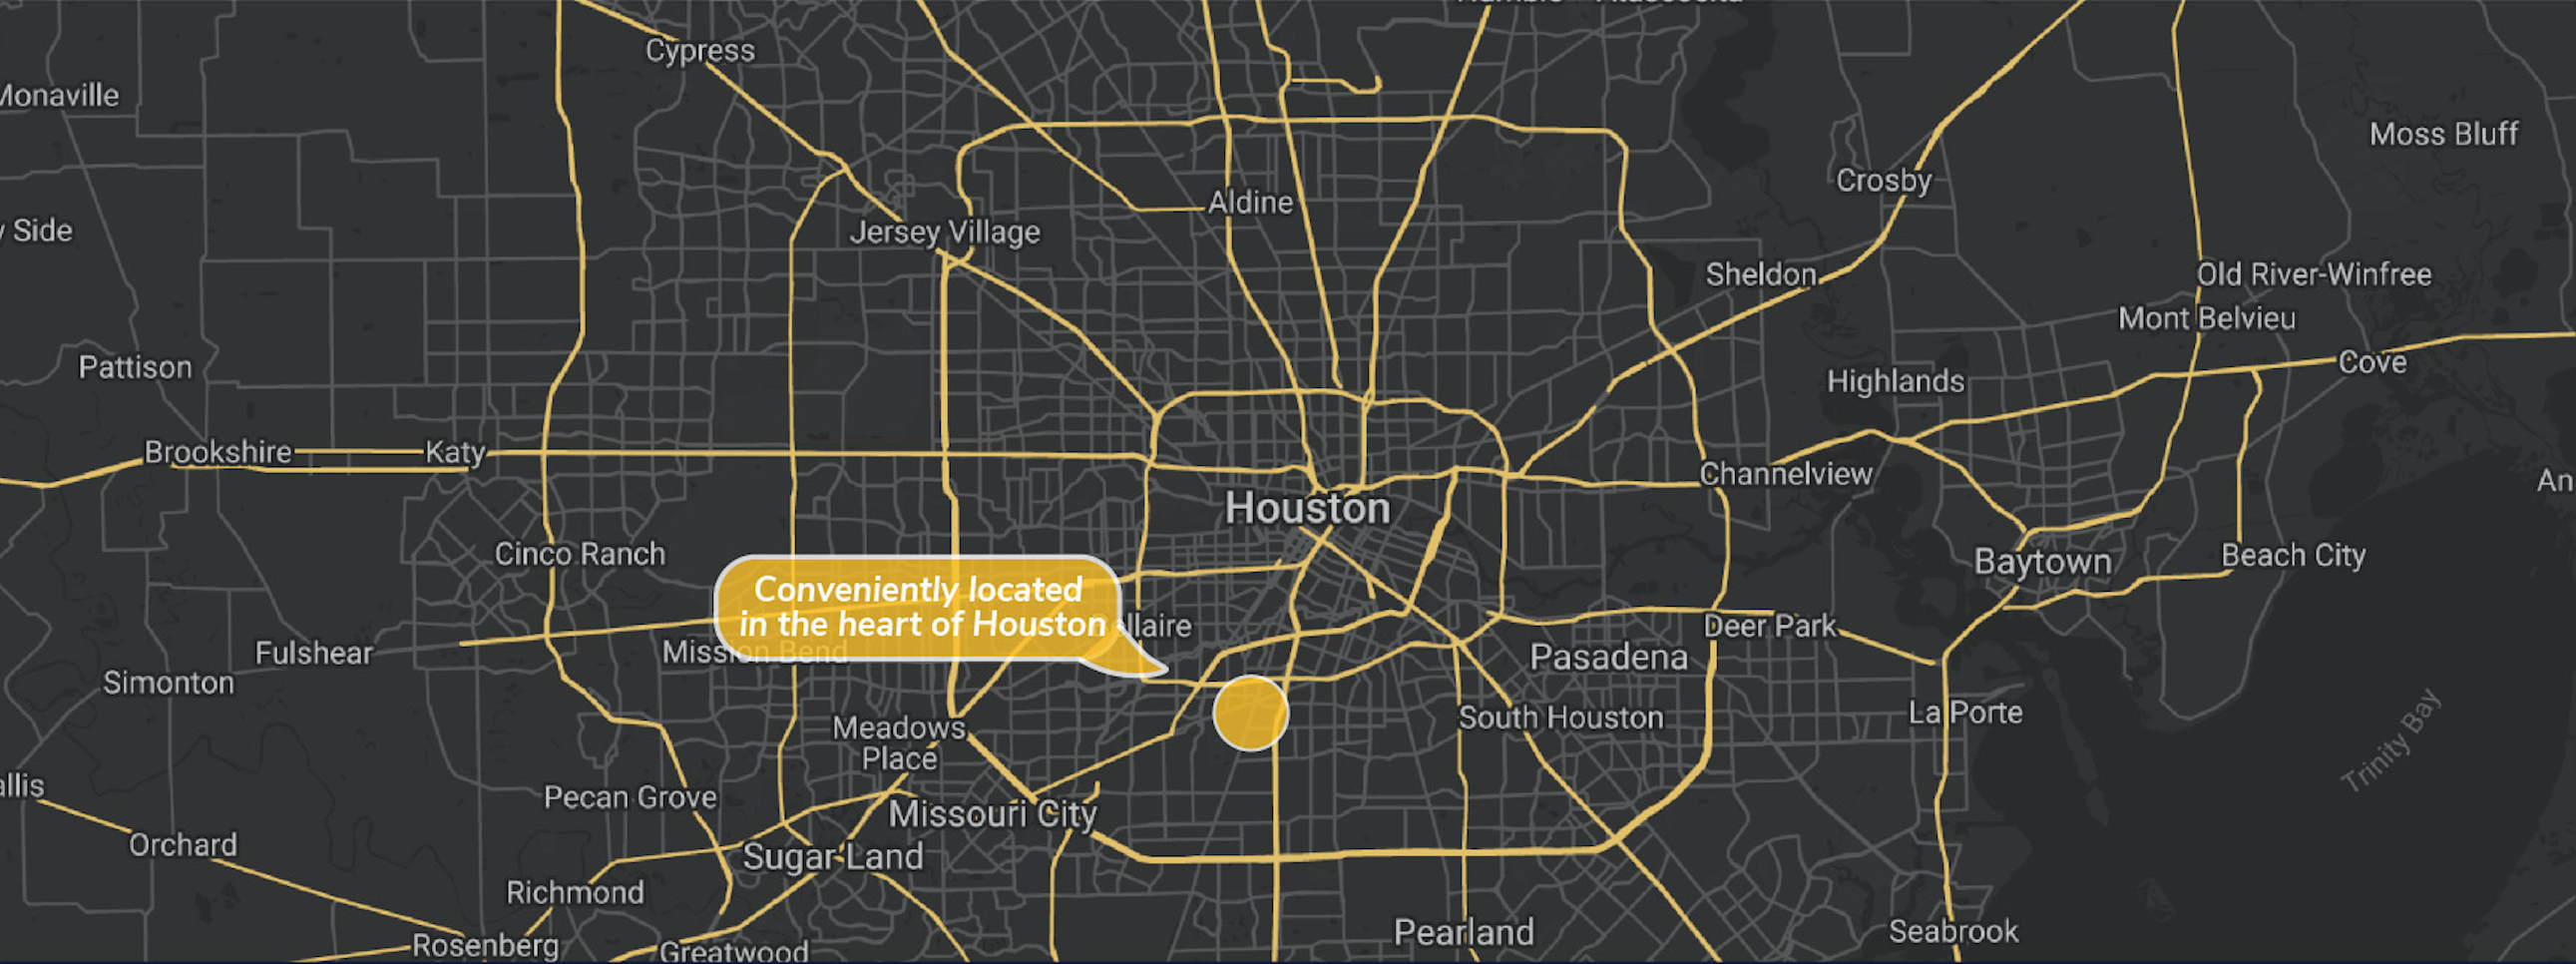 Cypress
Monaville
Moss Bluff
Crosby
Aldine
Side
Jersey Village
Sheldon
Old River-Winfree
Mont Belvieu
Pattison
Cove
Highlands
Brookshire
Katy
Channelview
Houston
Cinco Ranch
Baytown
Beach City
Conveniently located
in the heart of Houston
Mission Bend
Fulshear
Deer Park
Pasadena
Simonton
La Porte
South Houston
Meadows
Place
Trinity Bay
Pecan Grove
Missouri City
Orchard
Sugar Land
Richmond
Pearland
Seabrook
Rosenberg
Greatwood